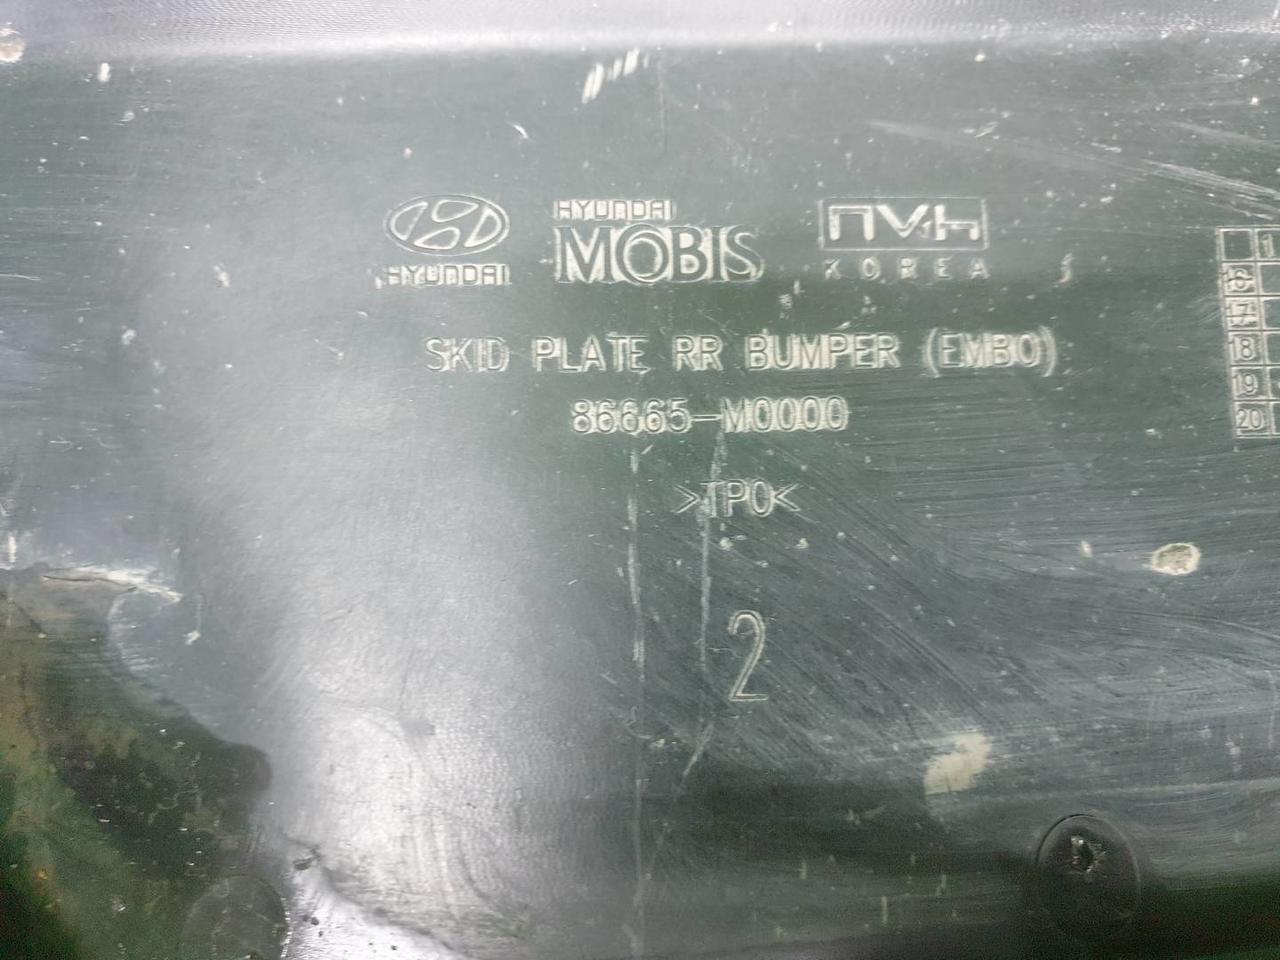 HYUNDAI
HYUNDAI
MOBIS
NVH
KOREA
SKID PLATE RR BUMPER (EMBO)
86665-M0000
>TPO<
2
1
16
17
18
19
20